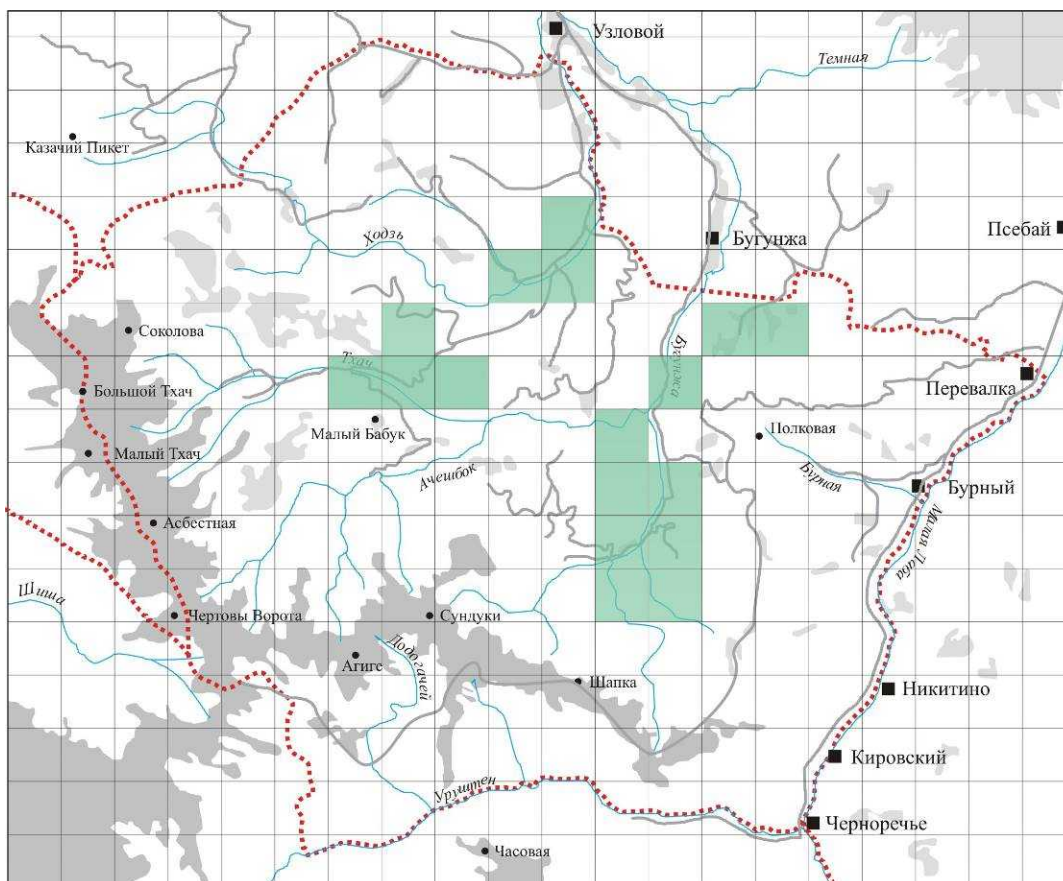 Узловой
Темная
Казачий Пикет
Псебай
Ходзь
Бугунжа
Соколова
Бугунжа
Тхач
Перевалка
Большой Тхач
Малый Бабук
Полковая
Малый Тхач
Ачешбок
Бурная
Бурный
Асбестная
Малая Лаба
Шиша
Чертовы Ворота
Сундуки
Агиге
Додогачей
Шапка
Никитино
Кировский
Уруштен
Черноречье
Часовая